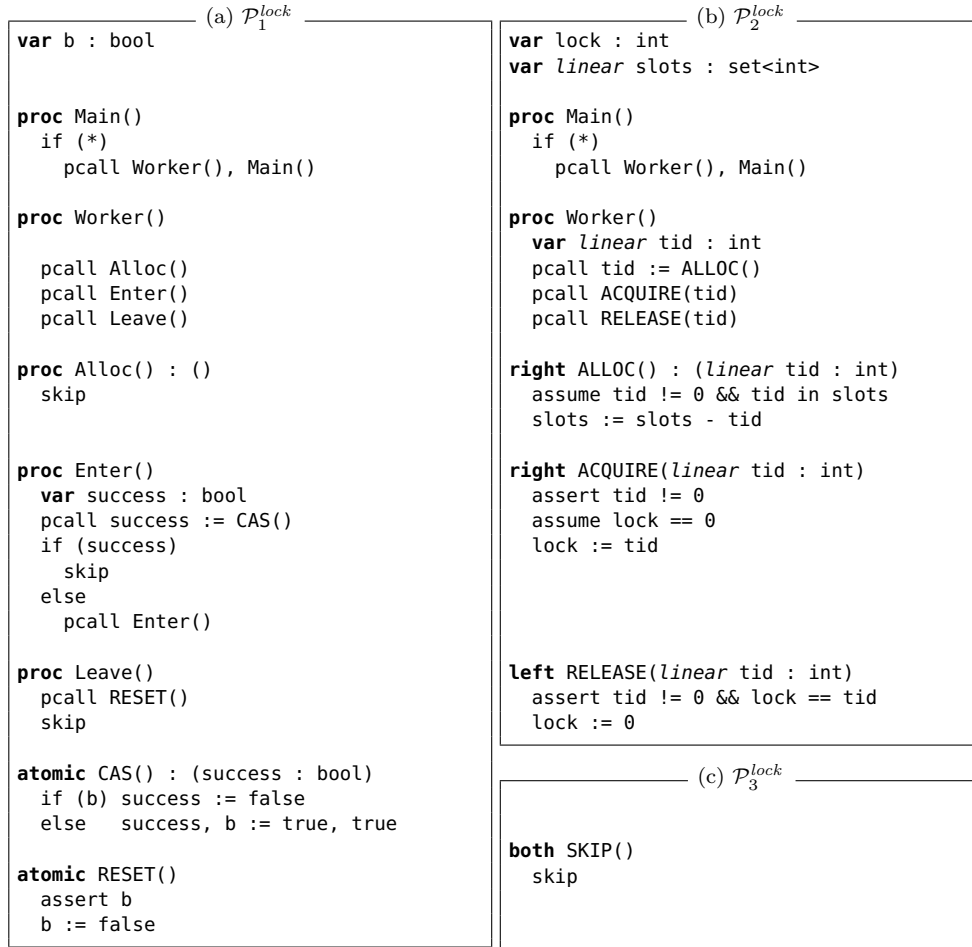 (a) 𝒫₁ˡᵒᶜᵏ
var b : bool
proc Main()
  if (*)
    pcall Worker(), Main()
proc Worker()
  pcall Alloc()
  pcall Enter()
  pcall Leave()
proc Alloc() : ()
  skip
proc Enter()
  var success : bool
  pcall success := CAS()
  if (success)
    skip
  else
    pcall Enter()
proc Leave()
  pcall RESET()
  skip
atomic CAS() : (success : bool)
  if (b) success := false
  else   success, b := true, true
atomic RESET()
  assert b
  b := false
(b) 𝒫₂ˡᵒᶜᵏ
var lock : int
var linear slots : set<int>
proc Main()
  if (*)
    pcall Worker(), Main()
proc Worker()
  var linear tid : int
  pcall tid := ALLOC()
  pcall ACQUIRE(tid)
  pcall RELEASE(tid)
right ALLOC() : (linear tid : int)
  assume tid != 0 && tid in slots
  slots := slots - tid
right ACQUIRE(linear tid : int)
  assert tid != 0
  assume lock == 0
  lock := tid
left RELEASE(linear tid : int)
  assert tid != 0 && lock == tid
  lock := 0
(c) 𝒫₃ˡᵒᶜᵏ
both SKIP()
  skip